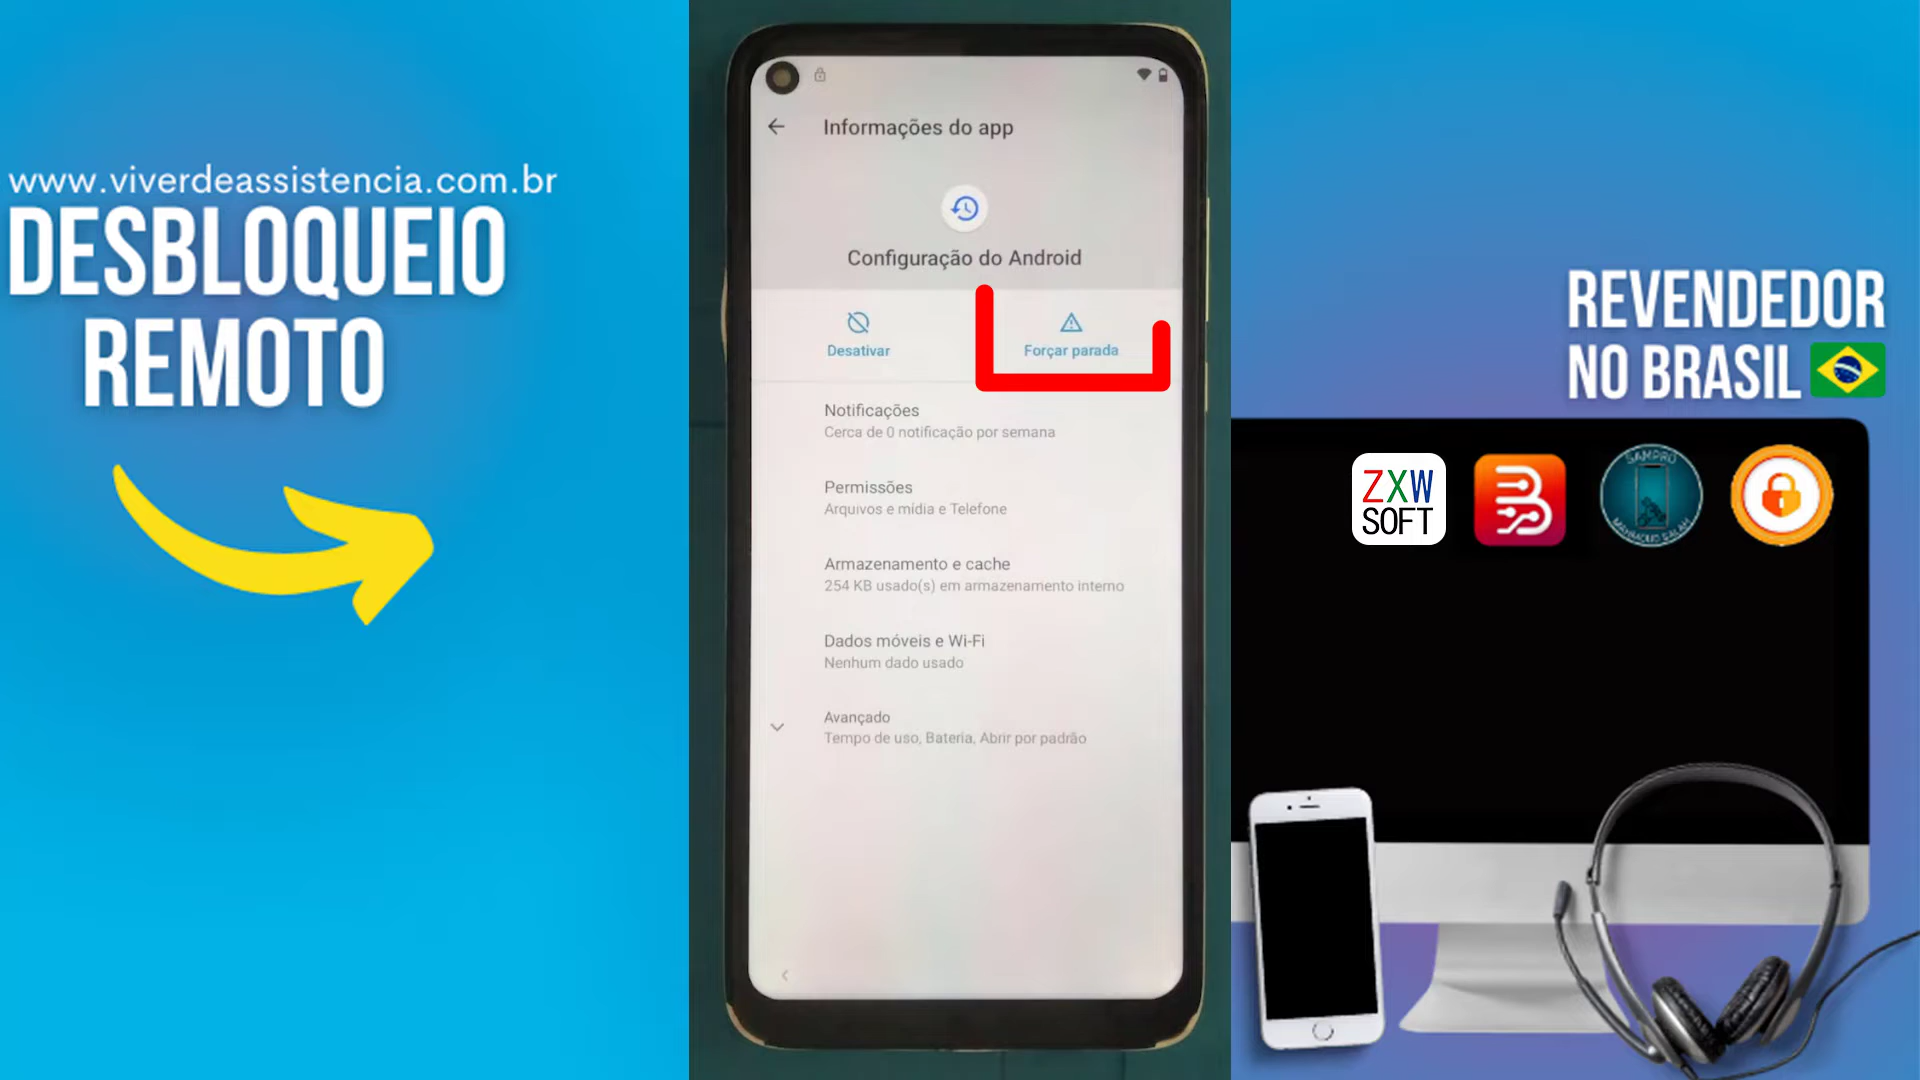 www.viverdeassistencia.com.br
DESBLOQUEIO
REMOTO
Informações do app
Configuração do Android
Desativar
Forçar parada
Notificações
Cerca de 0 notificação por semana
Permissões
Arquivos e mídia e Telefone
Armazenamento e cache
254 KB usado(s) em armazenamento interno
Dados móveis e Wi-Fi
Nenhum dado usado
Avançado
Tempo de uso, Bateria, Abrir por padrão
REVENDEDOR
NO BRASIL
ZXW
SOFT
SAMPRO
MAHMOUD SALAH